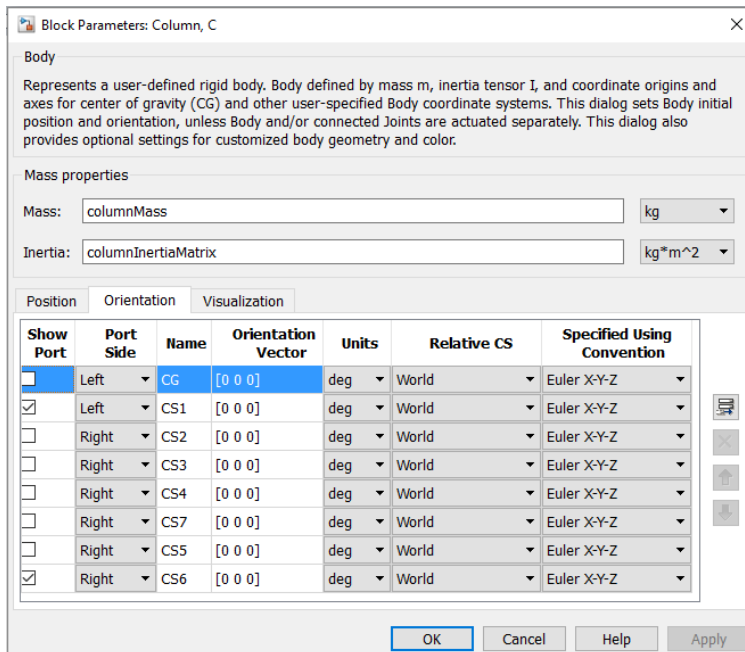 Block Parameters: Column, C
Body
Represents a user-defined rigid body. Body defined by mass m, inertia tensor I, and coordinate origins and
axes for center of gravity (CG) and other user-specified Body coordinate systems. This dialog sets Body initial
position and orientation, unless Body and/or connected Joints are actuated separately. This dialog also
provides optional settings for customized body geometry and color.
Mass properties
Mass: columnMass kg
Inertia: columnInertiaMatrix kg*m^2
Position Orientation Visualization
Show Port Port Side Name Orientation Vector Units Relative CS Specified Using Convention
Left CG [0 0 0] deg World Euler X-Y-Z
Left CS1 [0 0 0] deg World Euler X-Y-Z
Right CS2 [0 0 0] deg World Euler X-Y-Z
Right CS3 [0 0 0] deg World Euler X-Y-Z
Right CS4 [0 0 0] deg World Euler X-Y-Z
Right CS7 [0 0 0] deg World Euler X-Y-Z
Right CS5 [0 0 0] deg World Euler X-Y-Z
Right CS6 [0 0 0] deg World Euler X-Y-Z
OK Cancel Help Apply